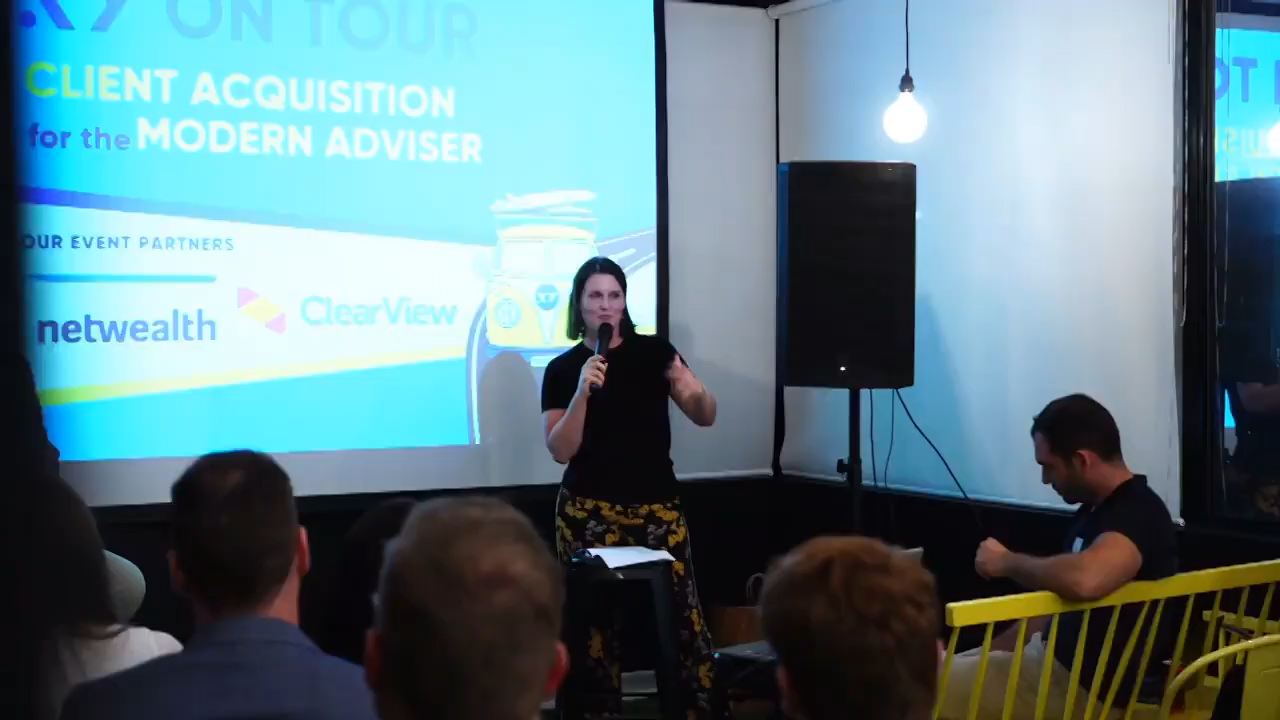 ON TOUR
CLIENT ACQUISITION
for the MODERN ADVISER
OUR EVENT PARTNERS
netwealth
ClearView